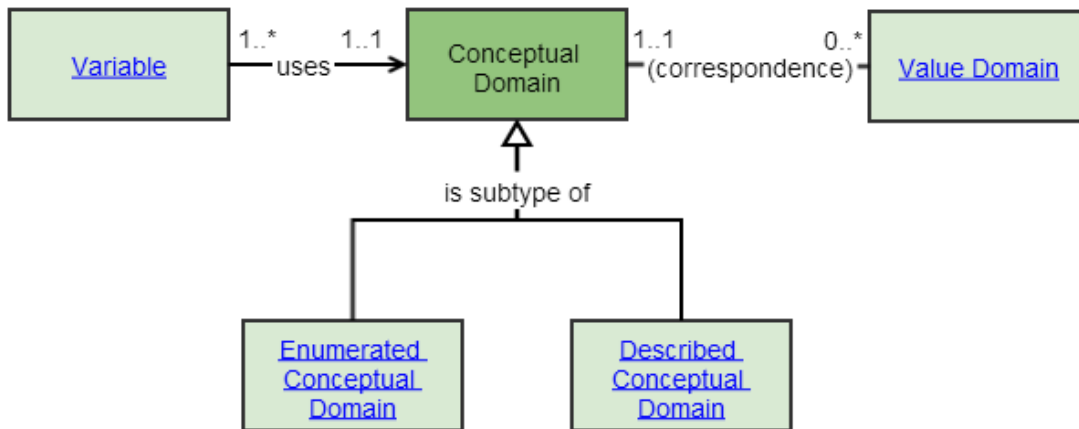 Variable
1..*
uses
1..1
Conceptual
Domain
1..1
(correspondence)
0..*
Value Domain
is subtype of
Enumerated
Conceptual
Domain
Described
Conceptual
Domain